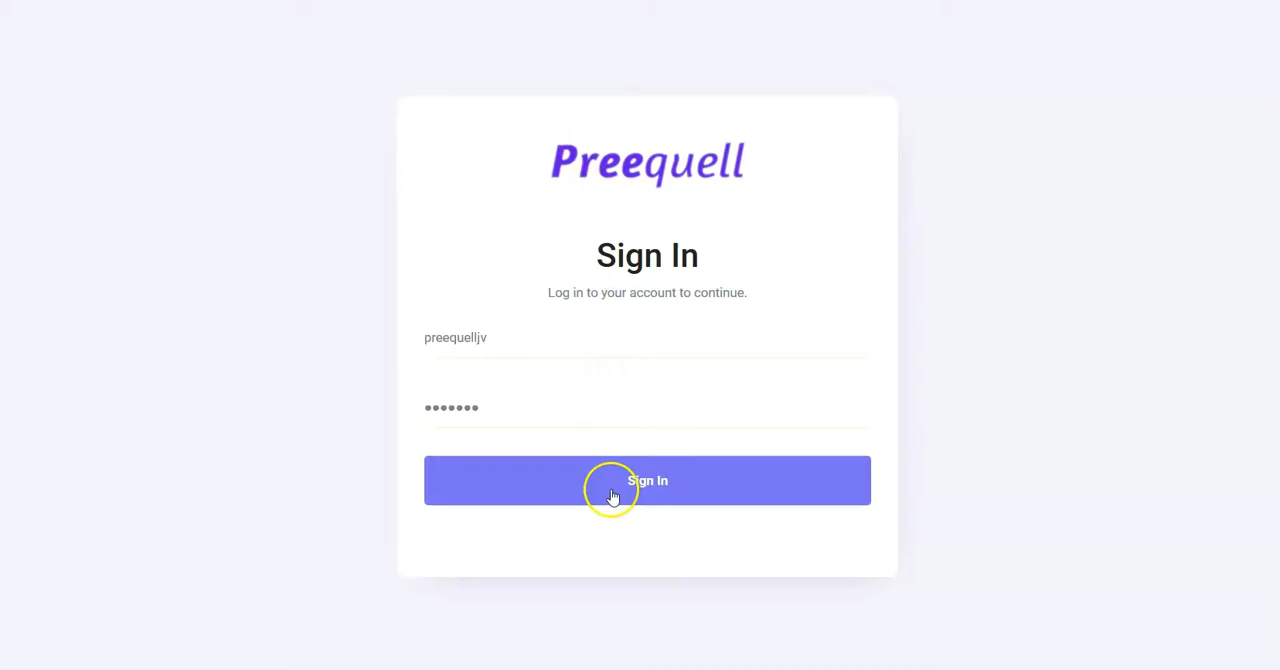 Preequell
Sign In
Log in to your account to continue.
preequelljv
•••••••
Sign In